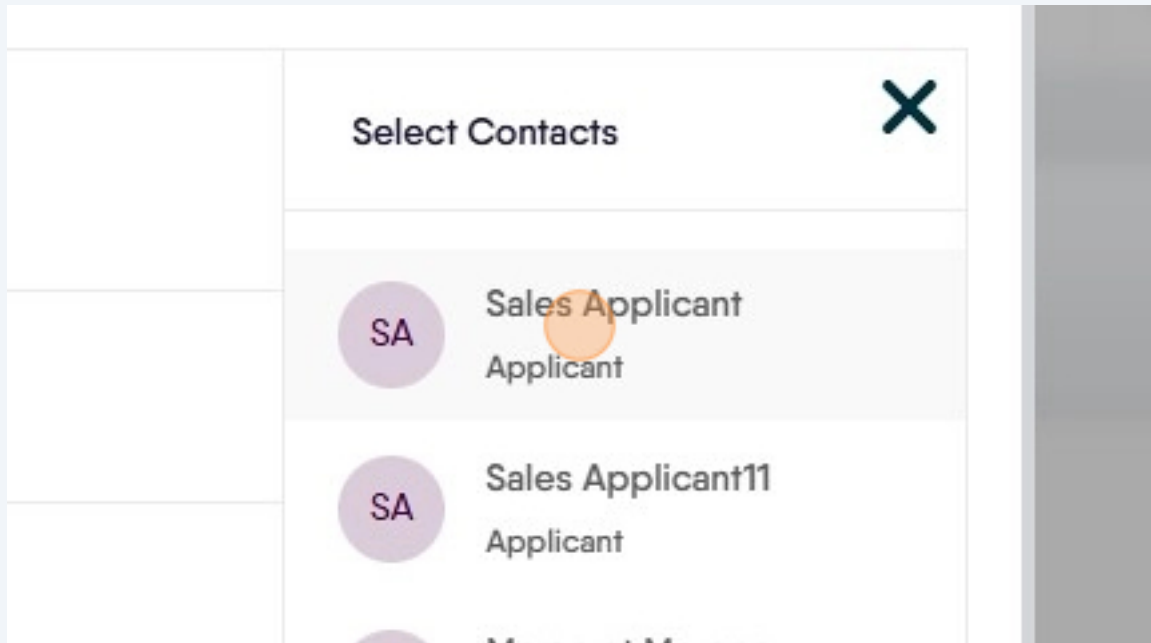 Select Contacts
SA
Sales Applicant
Applicant
SA
Sales Applicant11
Applicant